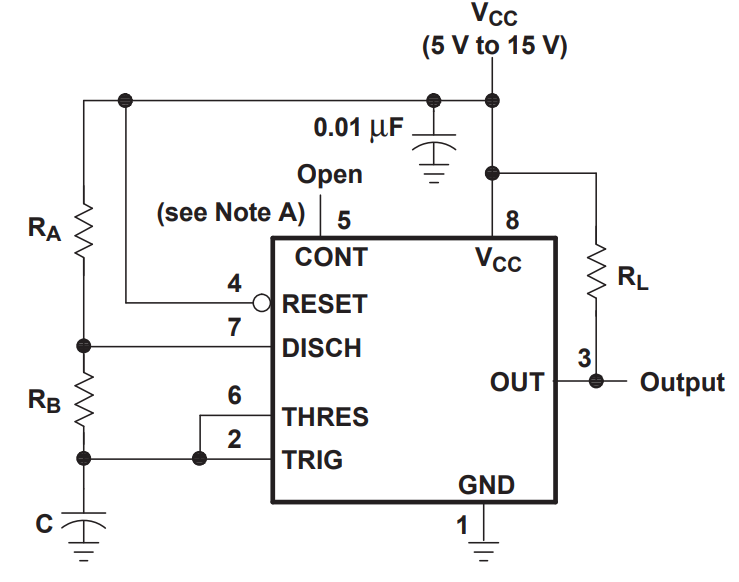 VCC
(5 V to 15 V)
0.01 µF
Open
(see Note A)
5
8
RA
CONT
VCC
4
RESET
RL
7
DISCH
3
OUT
Output
RB
6
THRES
2
TRIG
GND
C
1